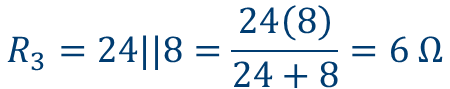 R₃ = 24||8 = 24(8)/24 + 8 = 6 Ω